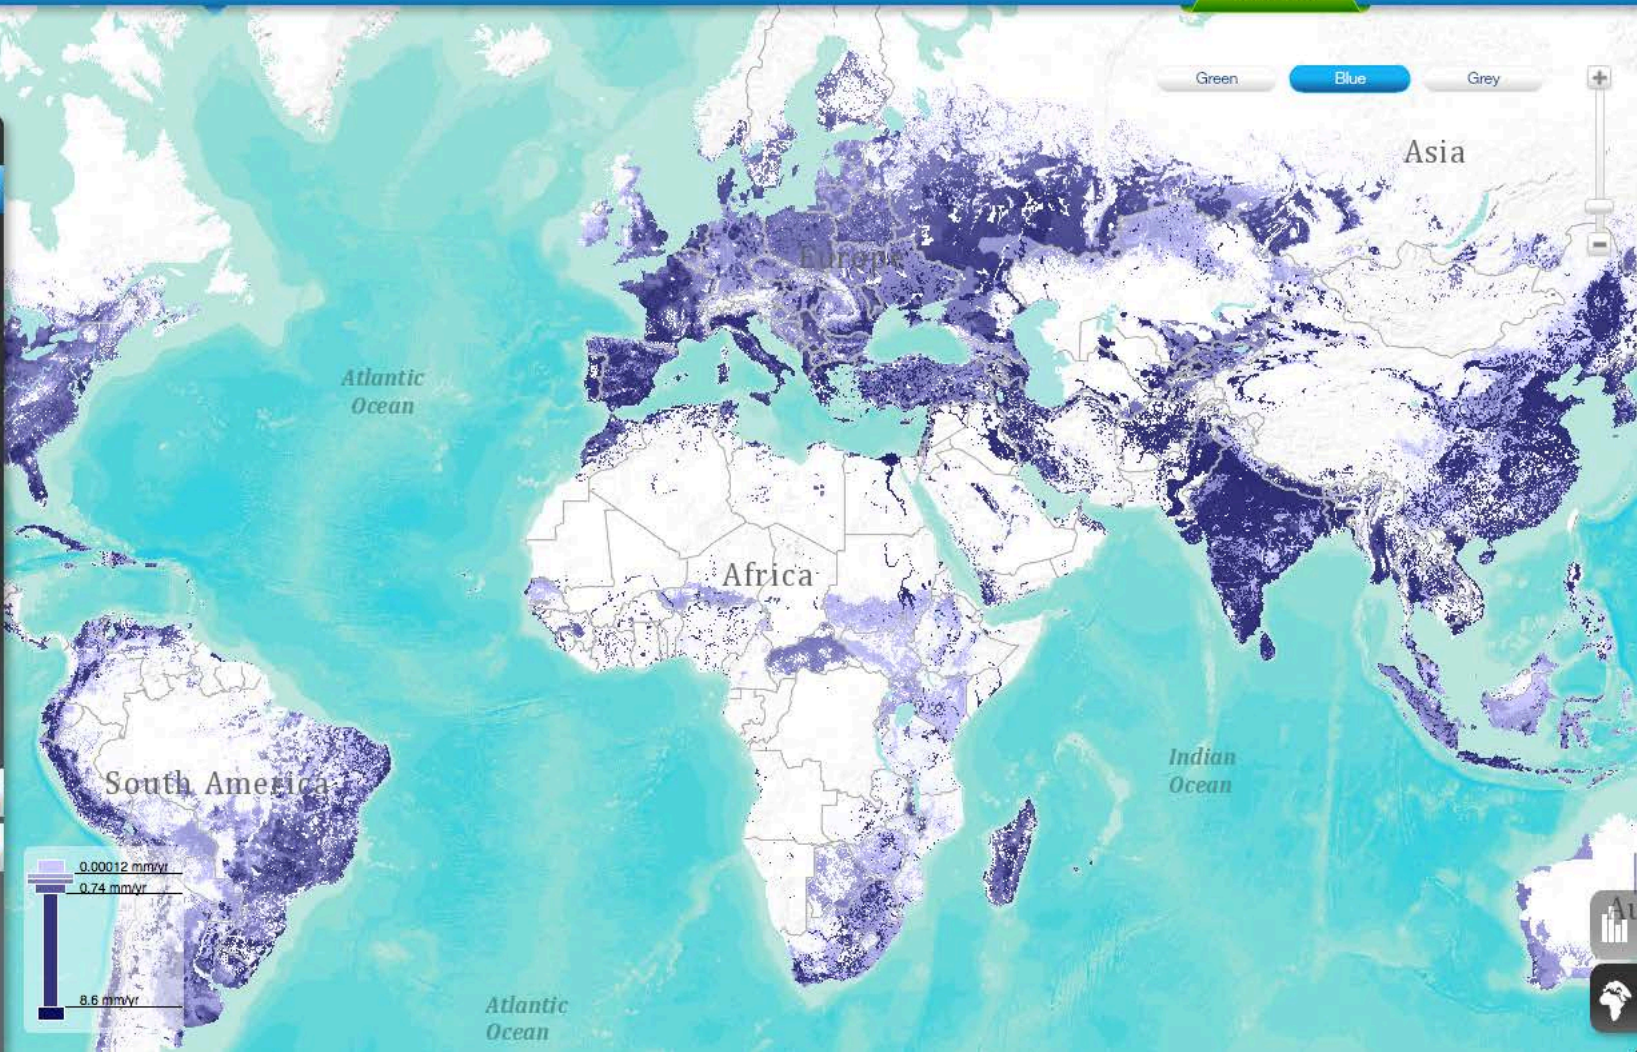 Green
Blue
Grey
+
Asia
Europe
Atlantic
Ocean
Africa
Indian
Ocean
South America
0.00012 mm/yr
0.74 mm/yr
8.6 mm/yr
Au
Atlantic
Ocean